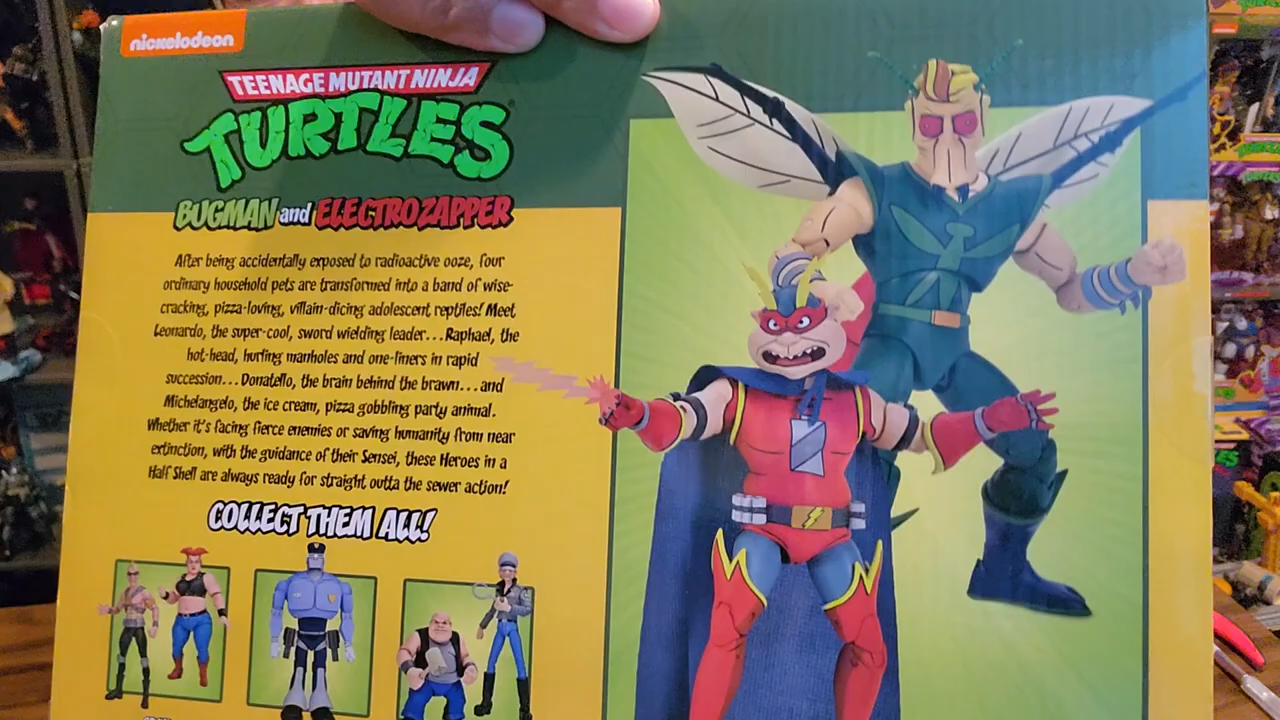 nickelodeon
TEENAGE MUTANT NINJA
TURTLES
BUGMAN and ELECTROZAPPER
After being accidentally exposed to radioactive ooze, four
ordinary household pets are transformed into a band of wise-
cracking, pizza-loving, villain-dicing adolescent reptiles! Meet
Leonardo, the super-cool, sword wielding leader...Raphael, the
hot-head, hurling manholes and one-liners in rapid
succession...Donatello, the brain behind the brawn...and
Michelangelo, the ice cream, pizza gobbling party animal.
Whether it's facing fierce enemies or saving humanity from near
extinction, with the guidance of their Sensei, these Heroes in a
Half Shell are always ready for straight outta the sewer action!
COLLECT THEM ALL!